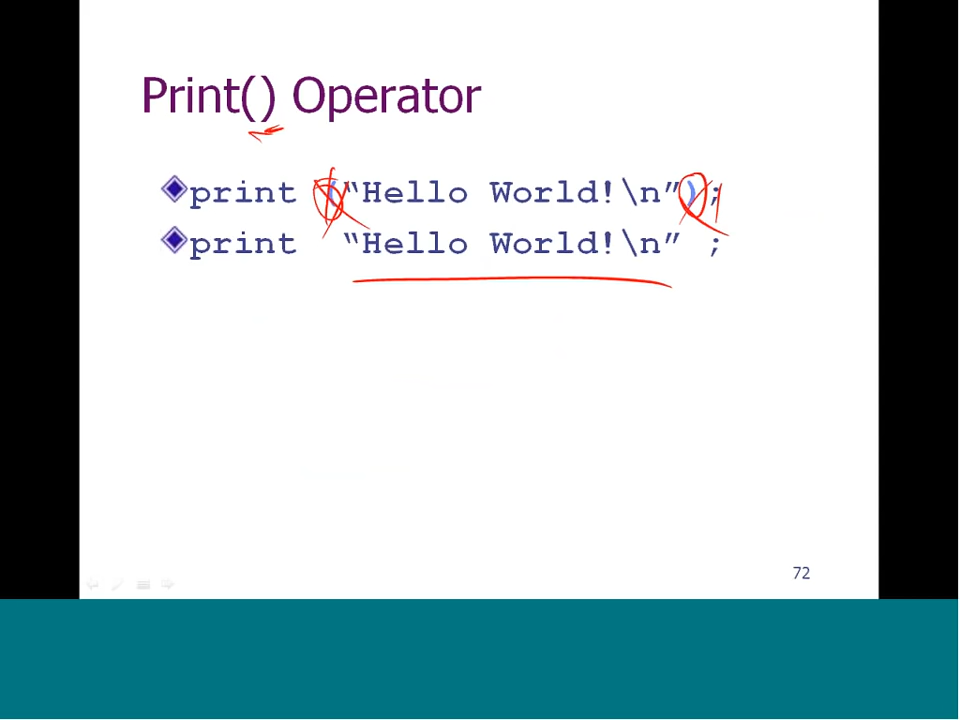 Print() Operator
print (“Hello World!\n”);
print “Hello World!\n” ;
72